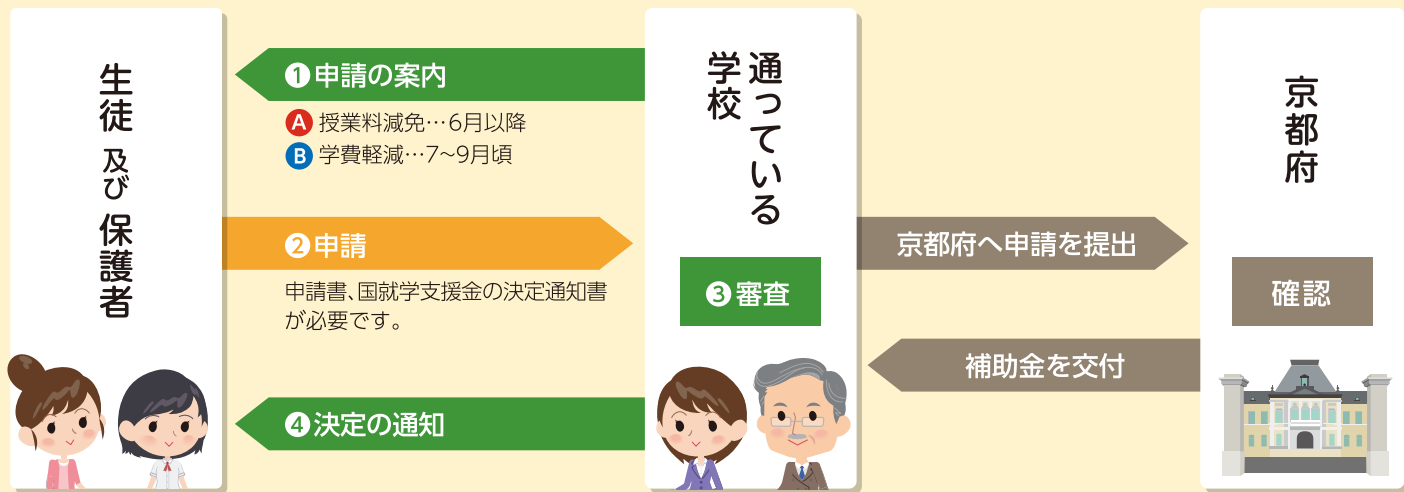 生徒 及び 保護者
❶申請の案内
A 授業料減免…6月以降
B 学費軽減…7~9月頃
❷申請
申請書、国就学支援金の決定通知書
が必要です。
❹決定の通知
通っている
学校
❸審査
京都府へ申請を提出
補助金を交付
京都府
確認